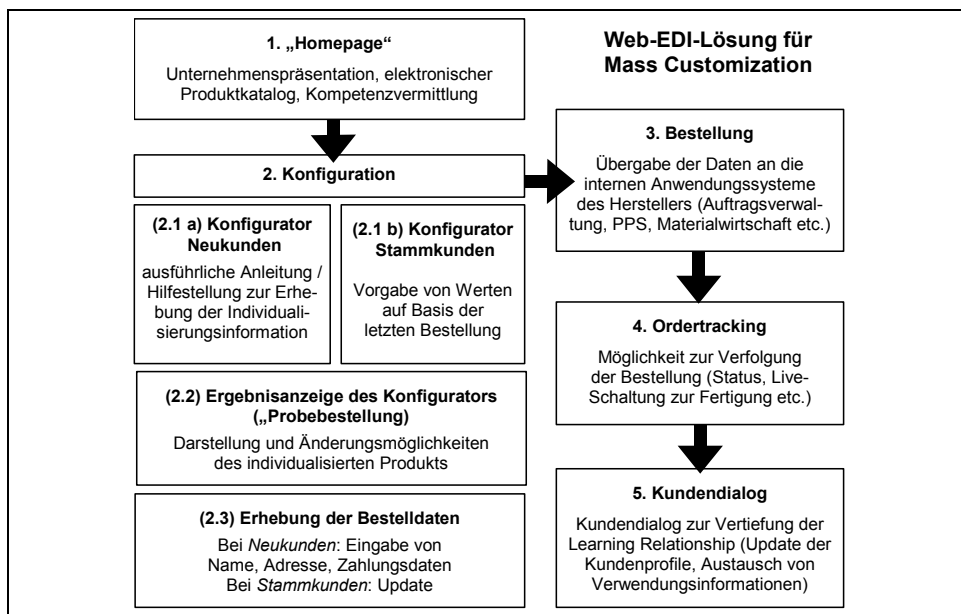 Web-EDI-Lösung für
Mass Customization
1. „Homepage“
Unternehmenspräsentation, elektronischer
Produktkatalog, Kompetenzvermittlung
2. Konfiguration
(2.1 a) Konfigurator
Neukunden
ausführliche Anleitung /
Hilfestellung zur Erhe-
bung der Individuali-
sierungsinformation
(2.1 b) Konfigurator
Stammkunden
Vorgabe von Werten
auf Basis der
letzten Bestellung
(2.2) Ergebnisanzeige des Konfigurators
(„Probebestellung)
Darstellung und Änderungsmöglichkeiten
des individualisierten Produkts
(2.3) Erhebung der Bestelldaten
Bei Neukunden: Eingabe von
Name, Adresse, Zahlungsdaten
Bei Stammkunden: Update
3. Bestellung
Übergabe der Daten an die
internen Anwendungssysteme
des Herstellers (Auftragsverwal-
tung, PPS, Materialwirtschaft etc.)
4. Ordertracking
Möglichkeit zur Verfolgung
der Bestellung (Status, Live-
Schaltung zur Fertigung etc.)
5. Kundendialog
Kundendialog zur Vertiefung der
Learning Relationship (Update der
Kundenprofile, Austausch von
Verwendungsinformationen)